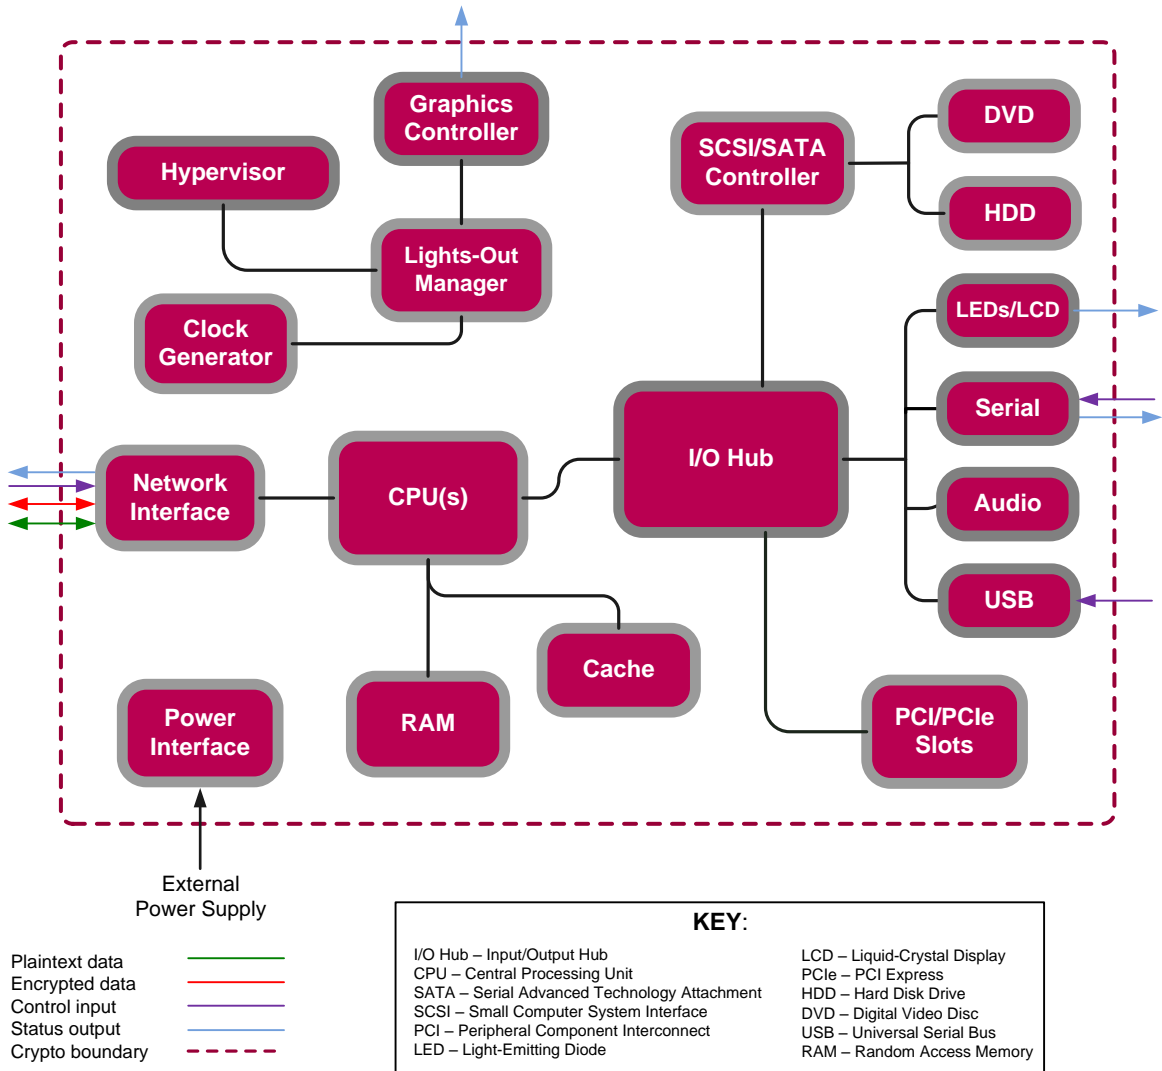 Graphics
Controller
DVD
SCSI/SATA
Controller
Hypervisor
HDD
Lights-Out
Manager
LEDs/LCD
Clock
Generator
Serial
I/O Hub
Network
Interface
CPU(s)
Audio
USB
Cache
Power
Interface
RAM
PCI/PCIe
Slots
External
Power Supply
Plaintext data
Encrypted data
Control input
Status output
Crypto boundary
KEY:
I/O Hub – Input/Output Hub
CPU – Central Processing Unit
SATA – Serial Advanced Technology Attachment
SCSI – Small Computer System Interface
PCI – Peripheral Component Interconnect
LED – Light-Emitting Diode
LCD – Liquid-Crystal Display
PCIe – PCI Express
HDD – Hard Disk Drive
DVD – Digital Video Disc
USB – Universal Serial Bus
RAM – Random Access Memory